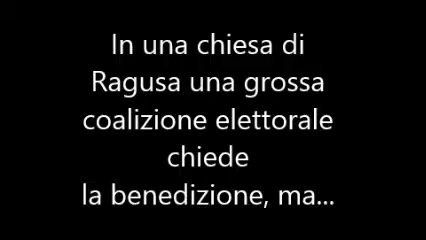 In una chiesa di
Ragusa una grossa
coalizione elettorale
chiede
la benedizione, ma...